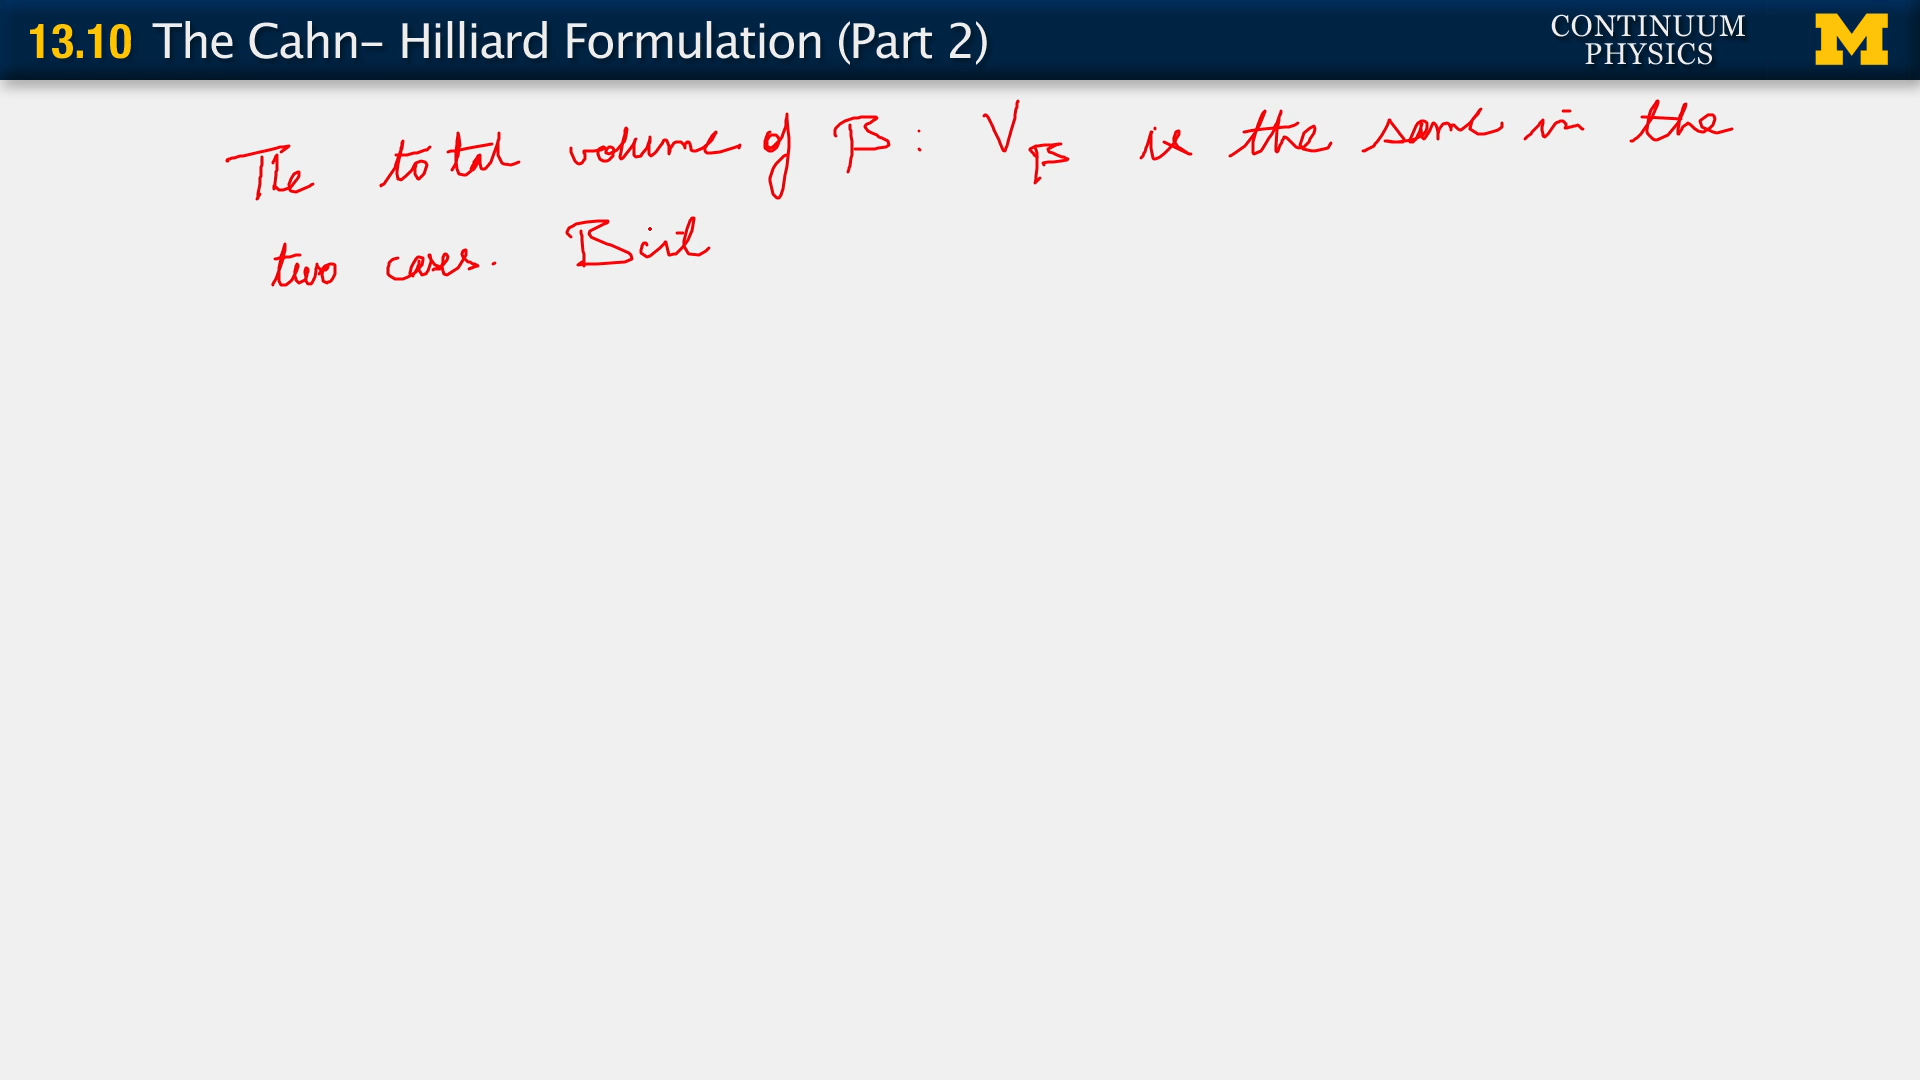 13.10 The Cahn– Hilliard Formulation (Part 2)
CONTINUUM
PHYSICS
M
The total volume of β: Vβ is the same in the
two cases. But